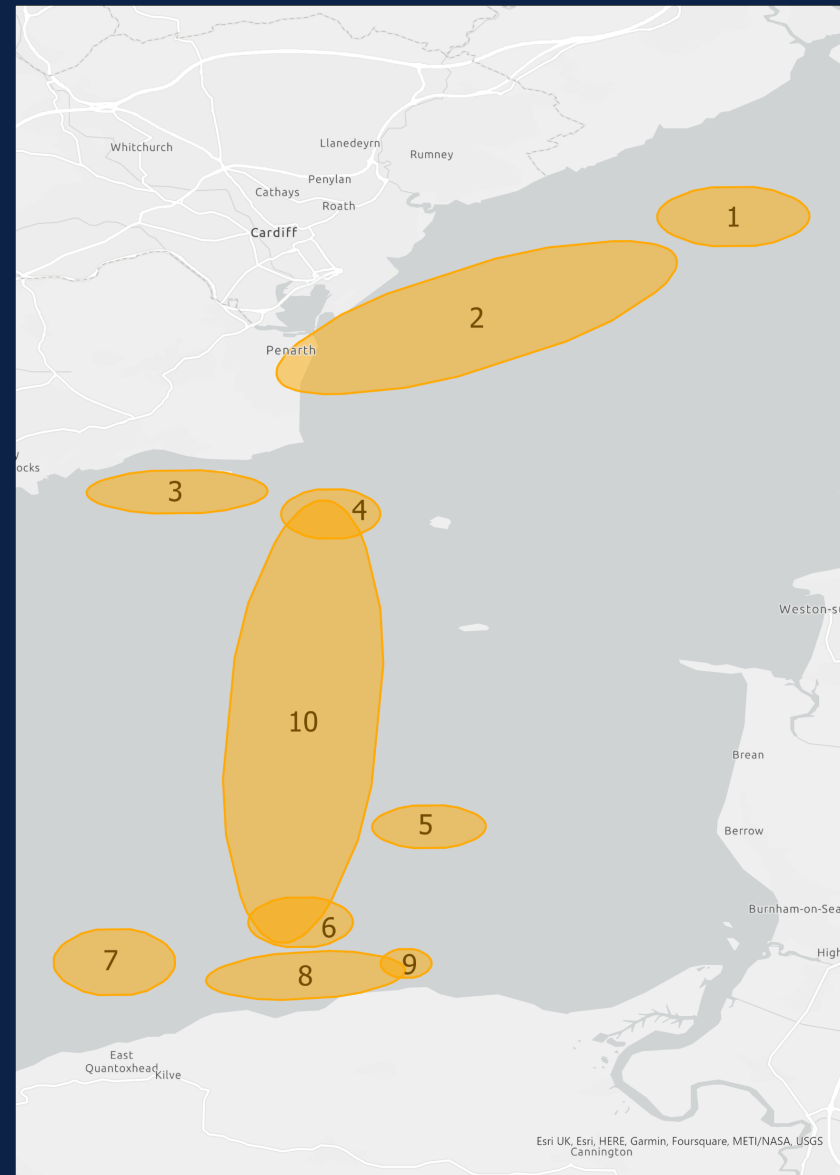 Whitchurch
Llanedeyrn
Rumney
Penylan
Cathays
Roath
Cardiff
1
2
Penarth
ocks
3
4
Weston-s
10
Brean
5
Berrow
Burnham-on-Sea
6
High
7
8
9
East
Quantoxhead
Kilve
Esri UK, Esri, HERE, Garmin, Foursquare, METI/NASA, USGS
Cannington